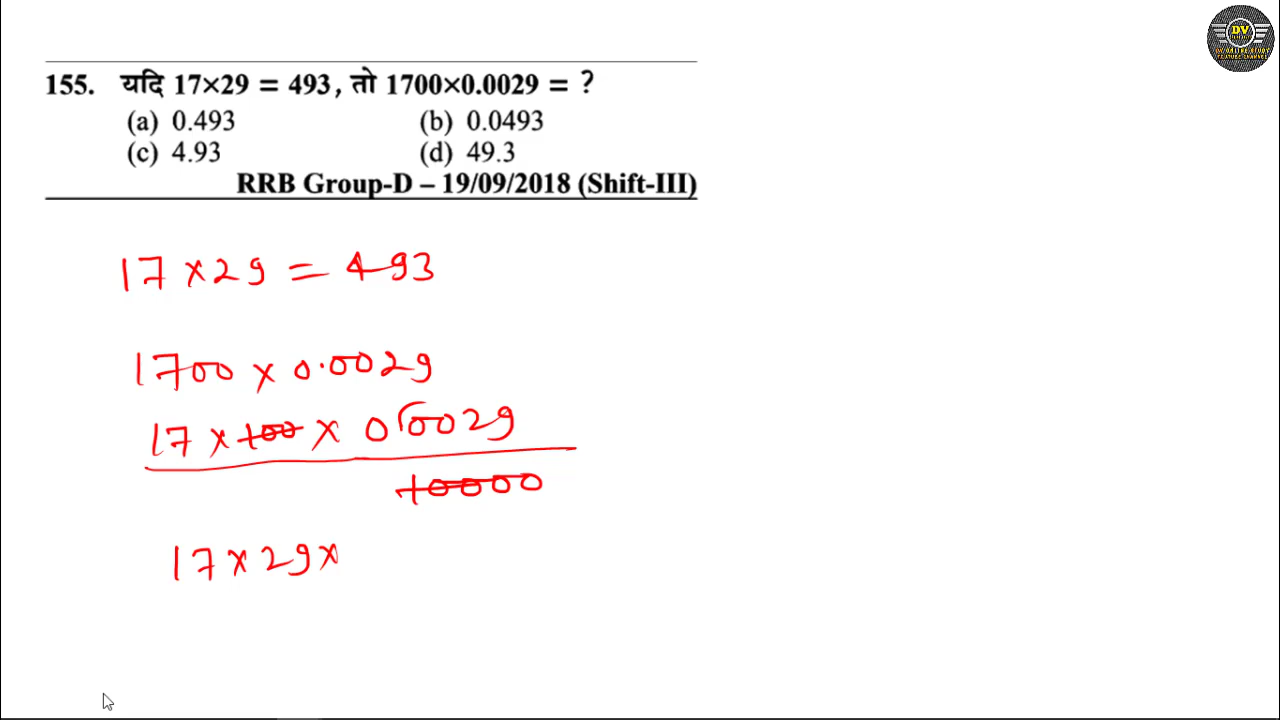 DV
155. यदि 17×29 = 493, तो 1700×0.0029 = ?
(a) 0.493 (b) 0.0493
(c) 4.93 (d) 49.3
RRB Group-D – 19/09/2018 (Shift-III)
17 × 29 = 493
1700 × 0.0029
17 × 100 × 0 0029
10000
17 × 29 ×